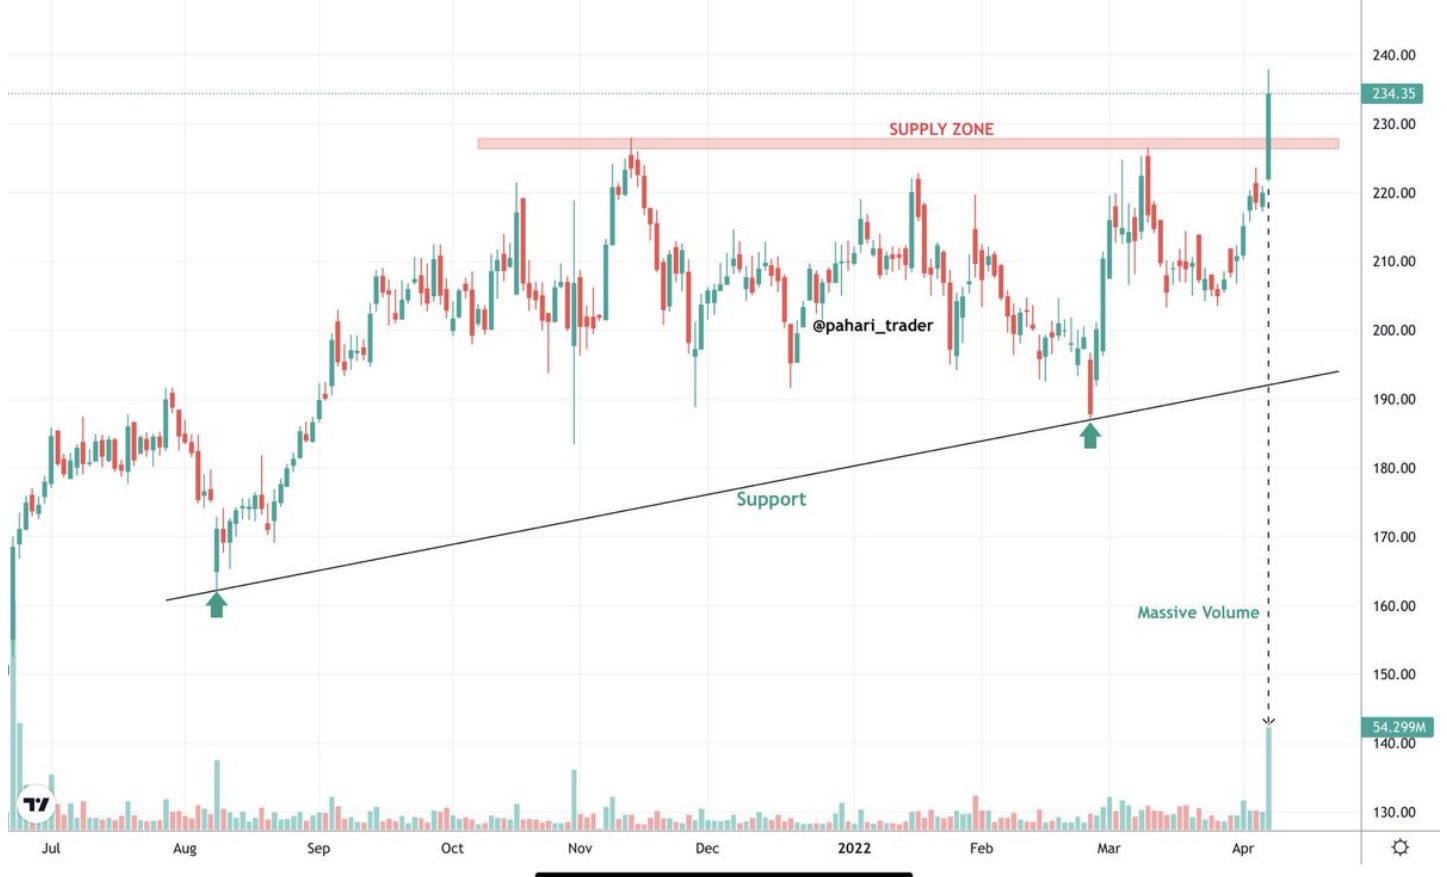 240.00
234.35
230.00
SUPPLY ZONE
220.00
210.00
200.00
@pahari_trader
190.00
180.00
Support
170.00
160.00
Massive Volume
150.00
54.299M
140.00
130.00
Jul Aug Sep Oct Nov Dec 2022 Feb Mar Apr